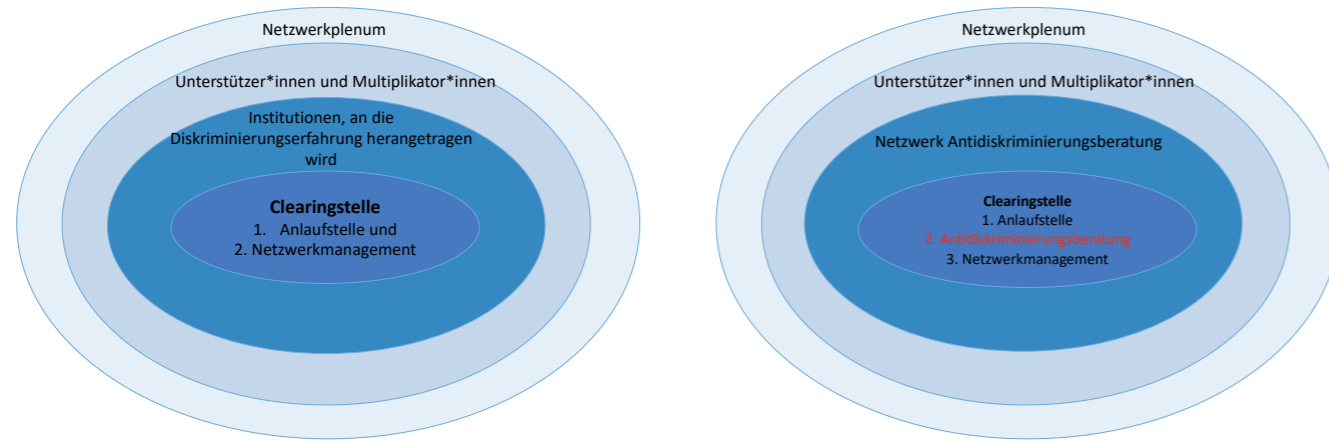 Netzwerkplenum
Unterstützer*innen und Multiplikator*innen
Institutionen, an die
Diskriminierungserfahrung herangetragen
wird
Clearingstelle
1. Anlaufstelle und
2. Netzwerkmanagement
Netzwerkplenum
Unterstützer*innen und Multiplikator*innen
Netzwerk Antidiskriminierungsberatung
Clearingstelle
1. Anlaufstelle
2. Antidiskriminierungsberatung
3. Netzwerkmanagement